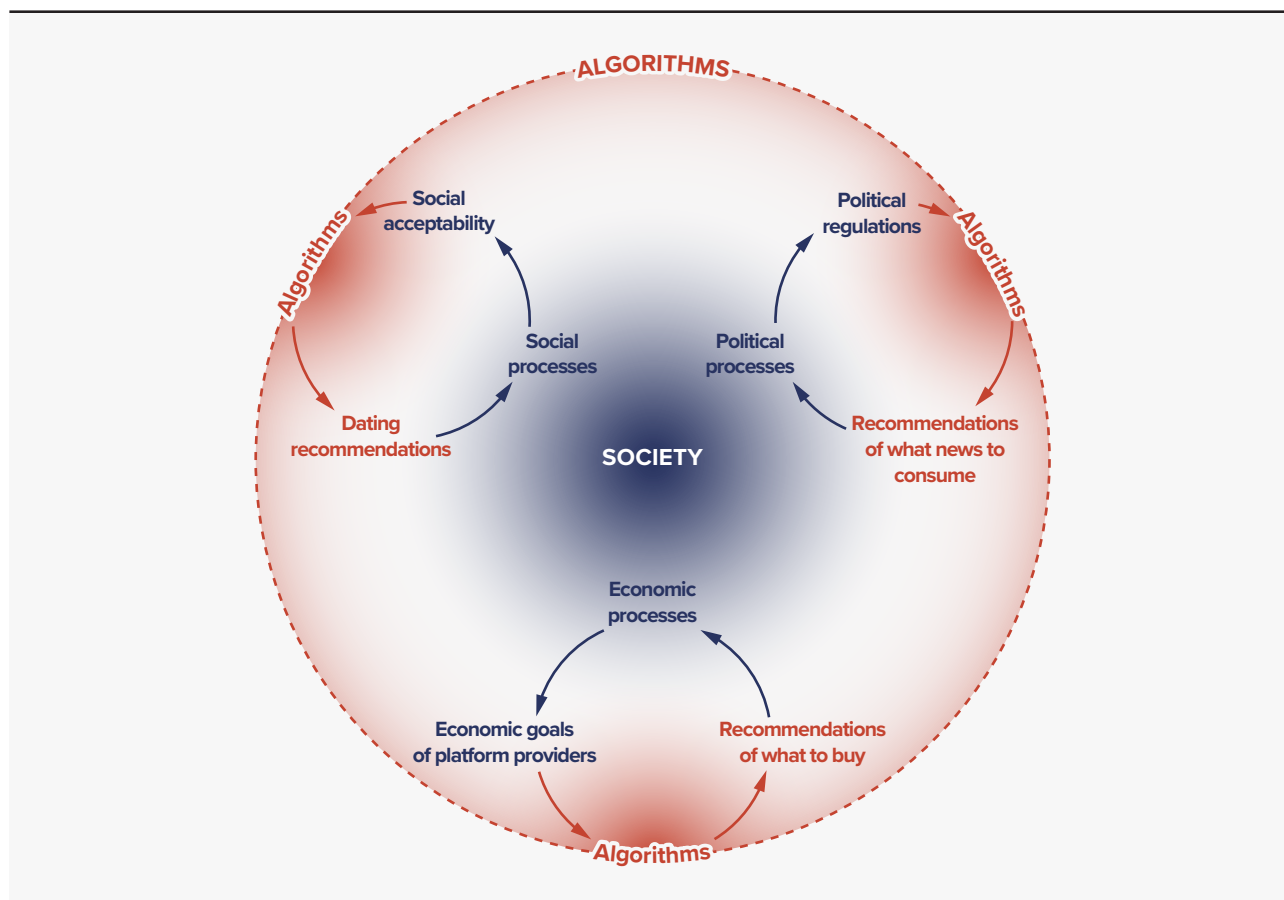 ALGORITHMS
Social
acceptability
Algorithms
Dating
recommendations
Social
processes
Political
regulations
Algorithms
Political
processes
Recommendations
of what news to
consume
SOCIETY
Economic
processes
Economic goals
of platform providers
Recommendations
of what to buy
Algorithms